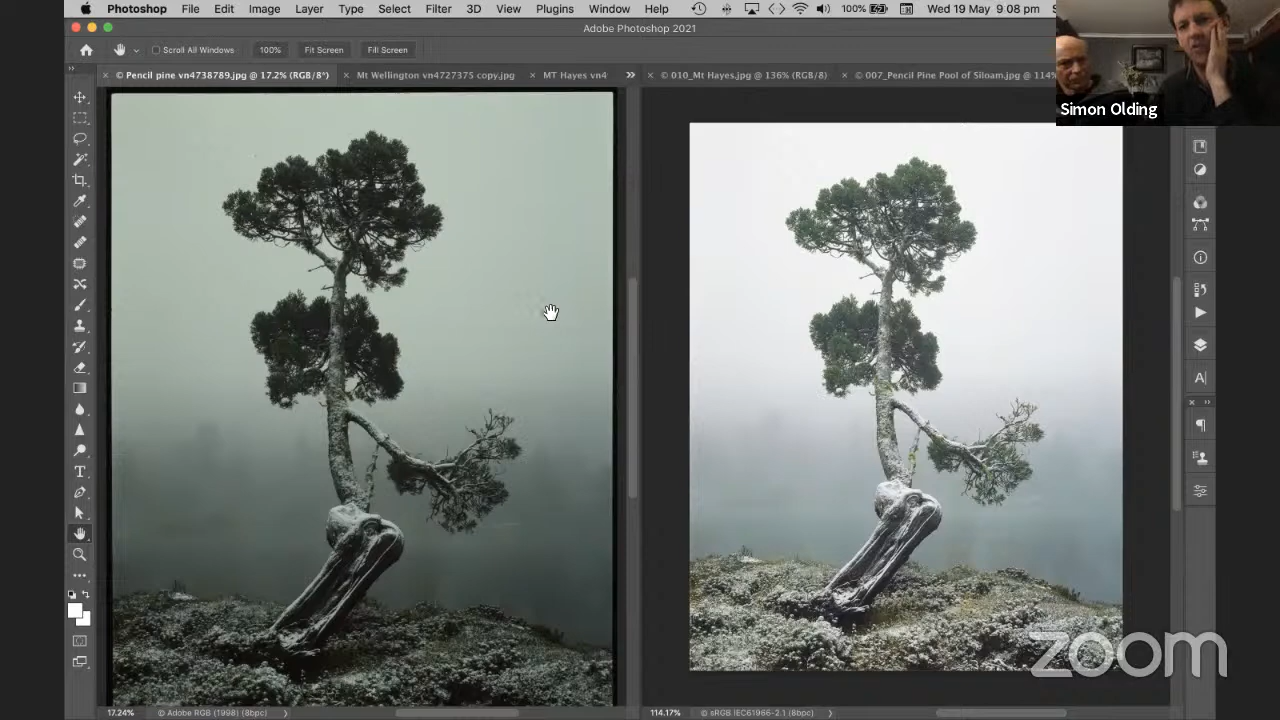 Photoshop File Edit Image Layer Type Select Filter 3D View Plugins Window Help 100% Wed 19 May 9:08 pm
Adobe Photoshop 2021
Scroll All Windows 100% Fit Screen Fill Screen
× © Pencil pine vn4738789.jpg @ 17.2% (RGB/8*) × Mt Wellington vn4727375 copy.jpg × MT Hayes vn4 » × © 010_Mt Hayes.jpg @ 136% (RGB/8) × © 007_Pencil Pine Pool of Siloam.jpg @ 114%
Simon Olding
zoom
17.24% © Adobe RGB (1998) (8bpc) 114.17% © sRGB IEC61966-2.1 (8bpc)